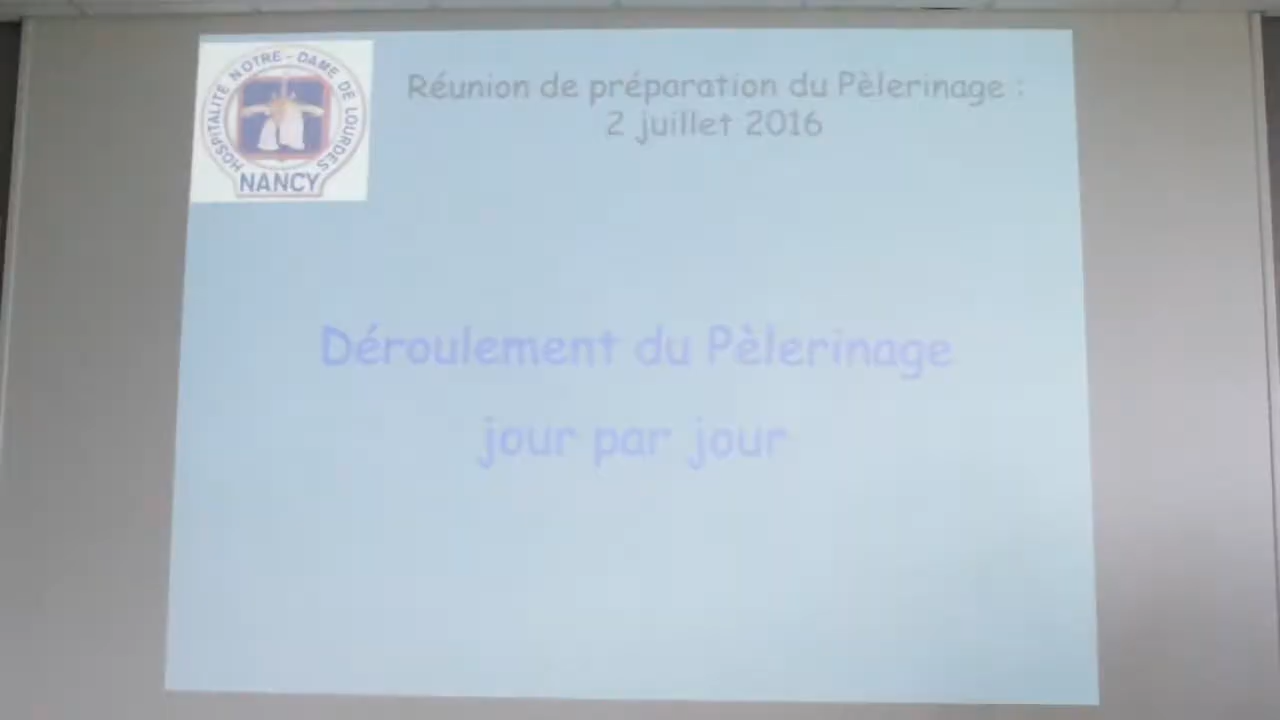 HOSPITALITÉ NOTRE-DAME DE LOURDES
NANCY
Réunion de préparation du Pèlerinage :
2 juillet 2016
Déroulement du Pèlerinage
jour par jour